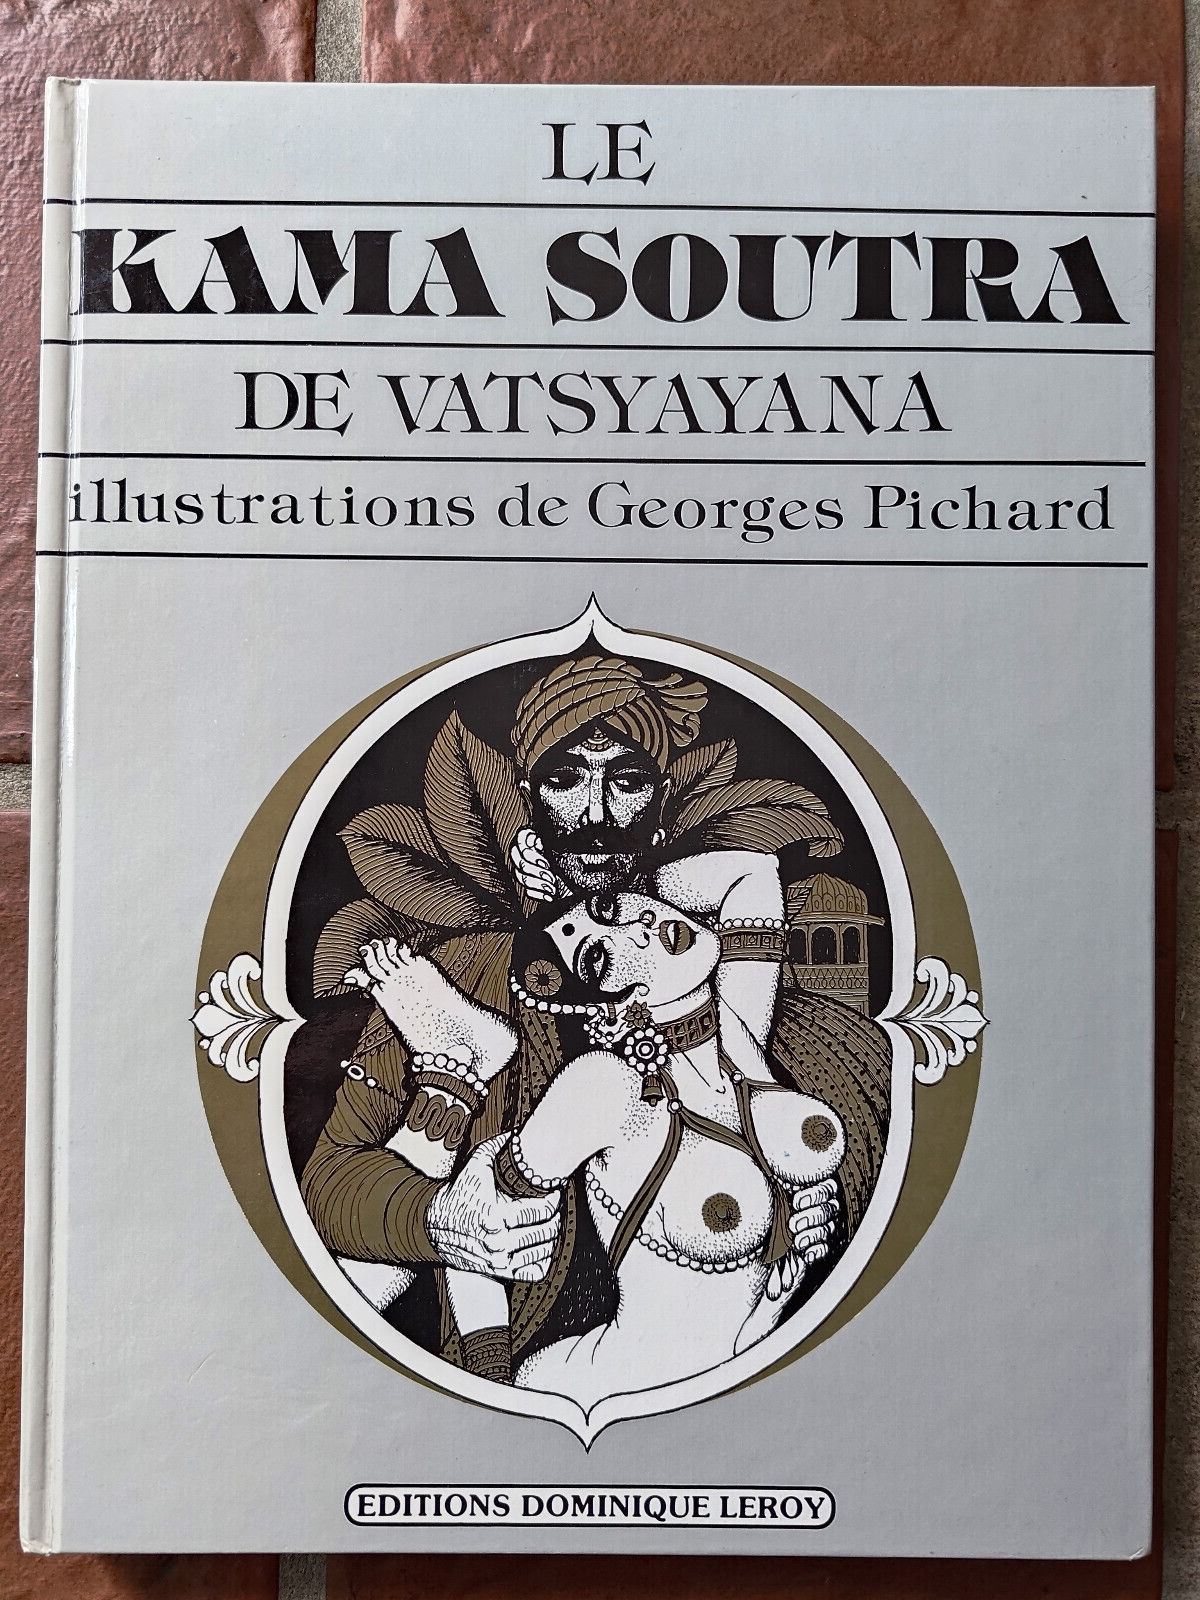 LE
KAMA SOUTRA
DE VATSYAYANA
illustrations de Georges Pichard
EDITIONS DOMINIQUE LEROY